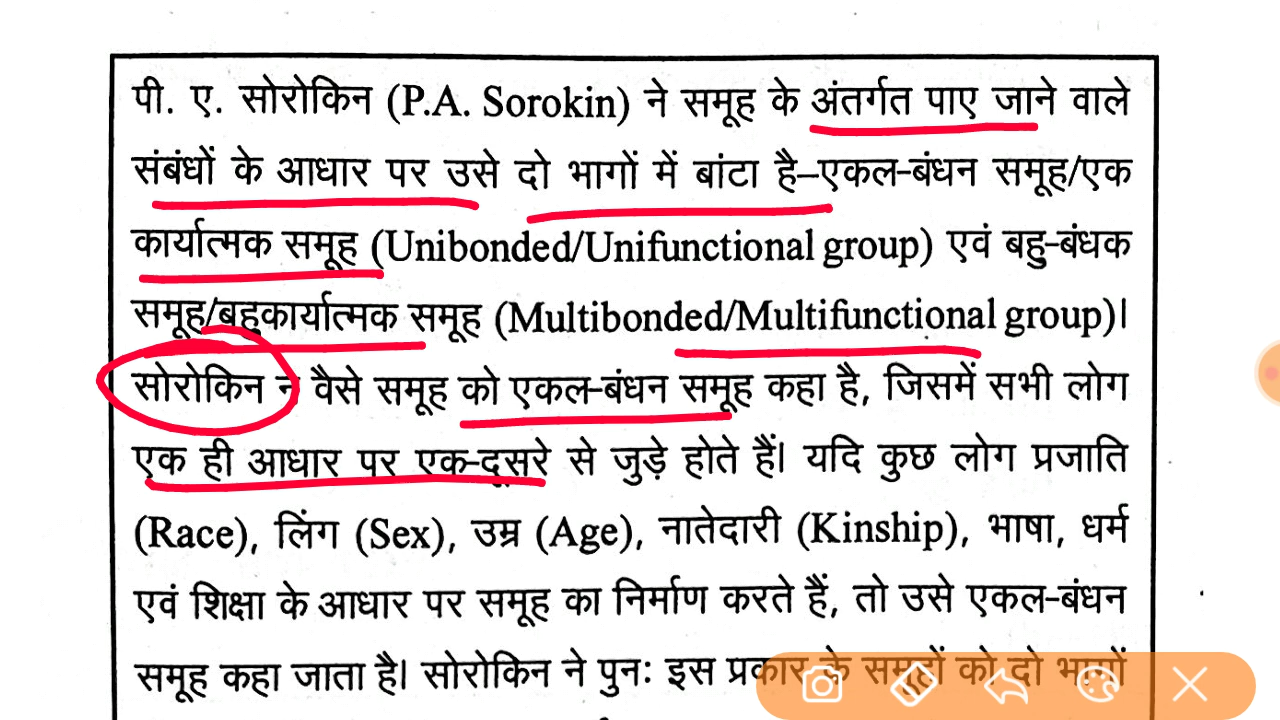 पी. ए. सोरोकिन (P.A. Sorokin) ने समूह के अंतर्गत पाए जाने वाले
संबंधों के आधार पर उसे दो भागों में बांटा है–एकल-बंधन समूह/एक
कार्यात्मक समूह (Unibonded/Unifunctional group) एवं बहु-बंधक
समूह/बहुकार्यात्मक समूह (Multibonded/Multifunctional group)।
सोरोकिन ने वैसे समूह को एकल-बंधन समूह कहा है, जिसमें सभी लोग
एक ही आधार पर एक-दूसरे से जुड़े होते हैं। यदि कुछ लोग प्रजाति
(Race), लिंग (Sex), उम्र (Age), नातेदारी (Kinship), भाषा, धर्म
एवं शिक्षा के आधार पर समूह का निर्माण करते हैं, तो उसे एकल-बंधन
समूह कहा जाता है। सोरोकिन ने पुनः इस प्रकार के समूहों को दो भागों